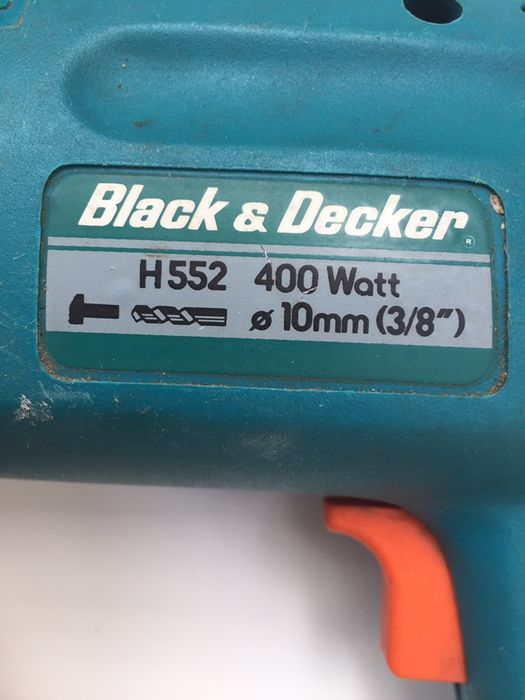 Black & Decker ®
H552 400 Watt
ø 10mm (3/8")